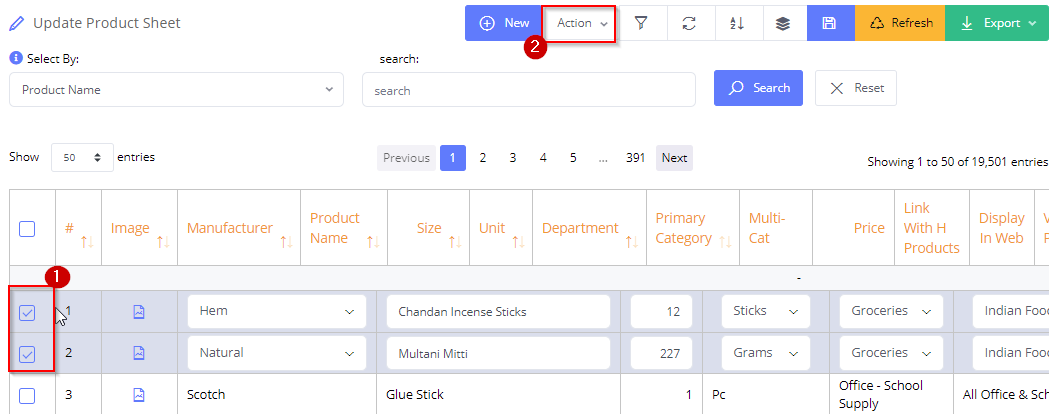 Update Product Sheet
New
Action
Refresh
Export
2
Select By:
search:
Product Name
search
Search
Reset
Show 50 entries
Previous 1 2 3 4 5 ... 391 Next
Showing 1 to 50 of 19,501 entries
#
Image
Manufacturer
Product
Name
Size
Unit
Department
Primary
Category
Multi-
Cat
Price
Link
With H
Products
Display
In Web
-
1
1 Hem Chandan Incense Sticks 12 Sticks Groceries Indian Foo
2 Natural Multani Mitti 227 Grams Groceries Indian Foo
3 Scotch Glue Stick 1 Pc
Office - School
Supply
All Office & Sch